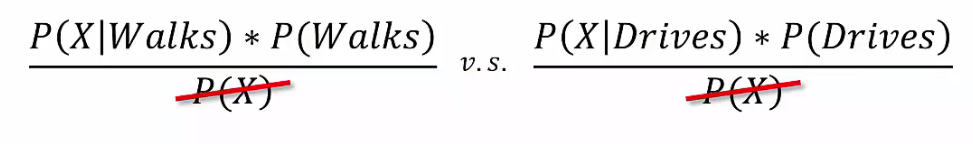 P(X|Walks) * P(Walks)
P(X)
v.s.
P(X|Drives) * P(Drives)
P(X)